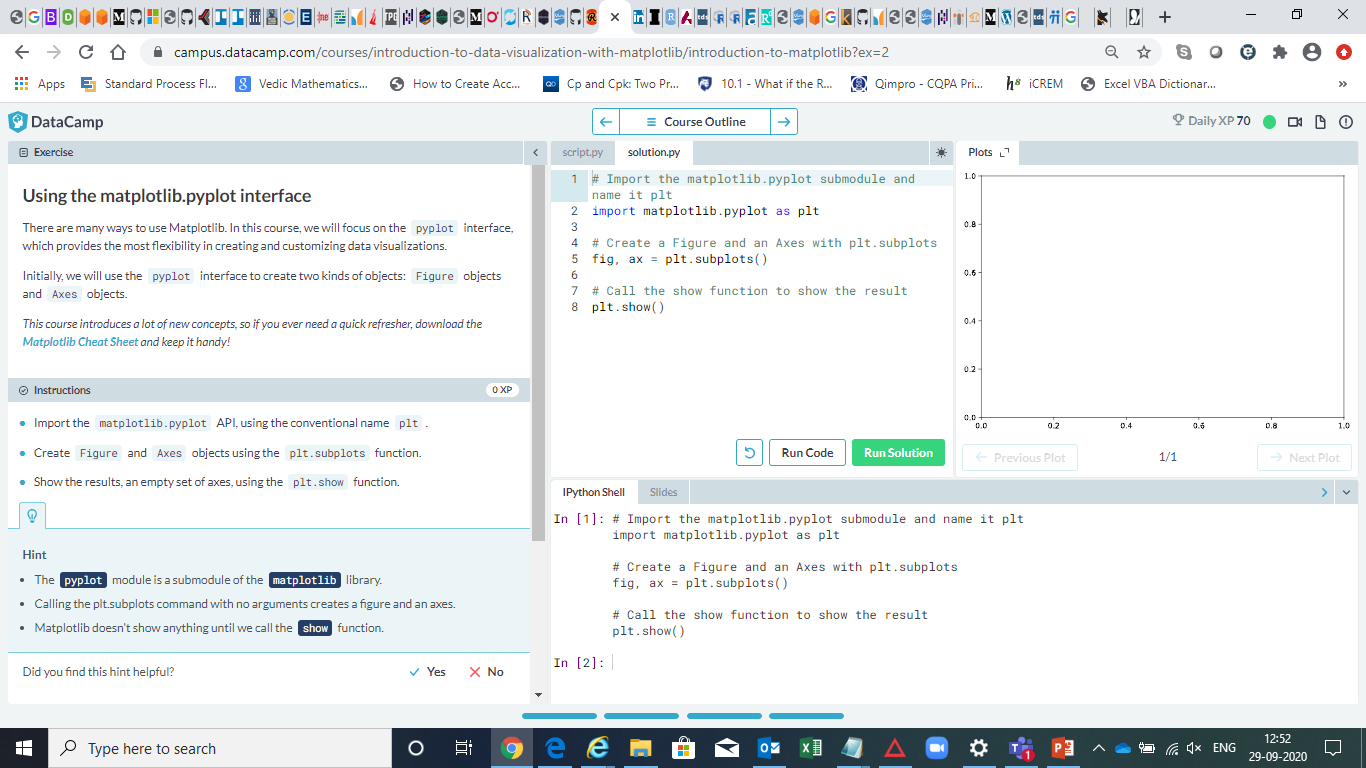 campus.datacamp.com/courses/introduction-to-data-visualization-with-matplotlib/introduction-to-matplotlib?ex=2
Apps Standard Process Fl... Vedic Mathematics... How to Create Acc... Cp and Cpk: Two Pr... 10.1 - What if the R... Qimpro - CQPA Pri... iCREM Excel VBA Dictionar... »
DataCamp
Course Outline
Daily XP 70
Exercise
Using the matplotlib.pyplot interface
There are many ways to use Matplotlib. In this course, we will focus on the pyplot interface,
which provides the most flexibility in creating and customizing data visualizations.
Initially, we will use the pyplot interface to create two kinds of objects: Figure objects
and Axes objects.
This course introduces a lot of new concepts, so if you ever need a quick refresher, download the
Matplotlib Cheat Sheet and keep it handy!
Instructions 0 XP
Import the matplotlib.pyplot API, using the conventional name plt .
Create Figure and Axes objects using the plt.subplots function.
Show the results, an empty set of axes, using the plt.show function.
Hint
The pyplot module is a submodule of the matplotlib library.
Calling the plt.subplots command with no arguments creates a figure and an axes.
Matplotlib doesn't show anything until we call the show function.
Did you find this hint helpful? Yes No
script.py solution.py
1 # Import the matplotlib.pyplot submodule and
name it plt
2 import matplotlib.pyplot as plt
3
4 # Create a Figure and an Axes with plt.subplots
5 fig, ax = plt.subplots()
6
7 # Call the show function to show the result
8 plt.show()
Run Code Run Solution
Plots
1.0
0.8
0.6
0.4
0.2
0.0
0.0 0.2 0.4 0.6 0.8 1.0
Previous Plot 1/1 Next Plot
IPython Shell Slides
In [1]: # Import the matplotlib.pyplot submodule and name it plt
import matplotlib.pyplot as plt
# Create a Figure and an Axes with plt.subplots
fig, ax = plt.subplots()
# Call the show function to show the result
plt.show()
In [2]:
Type here to search
ENG
12:52
29-09-2020